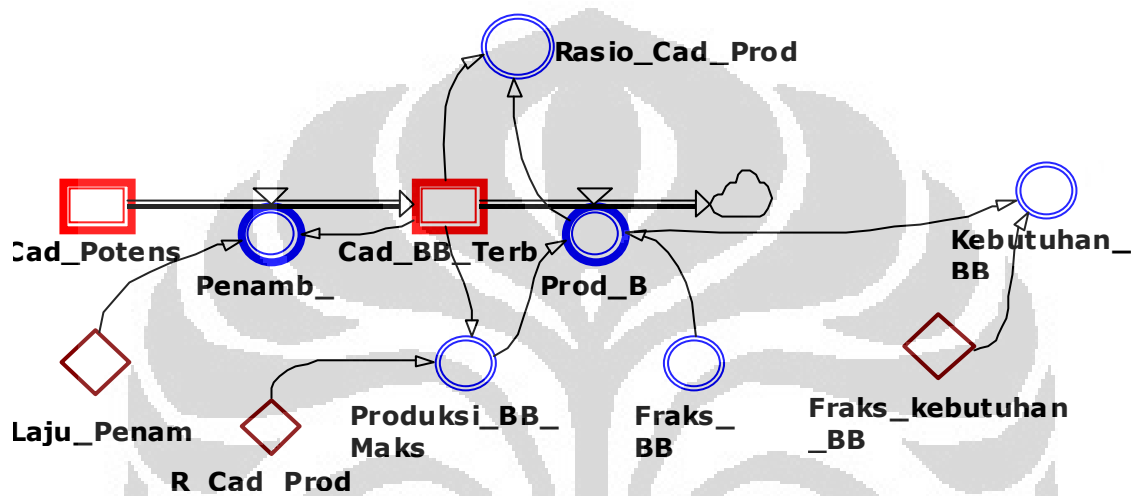 Rasio_Cad_Prod
Cad_Potens
Cad_BB_Terb
Kebutuhan_
BB
Penamb_
Prod_B
Laju_Penam
R_Cad_Prod
Produksi_BB_
Maks
Fraks_
BB
Fraks_kebutuhan
_BB